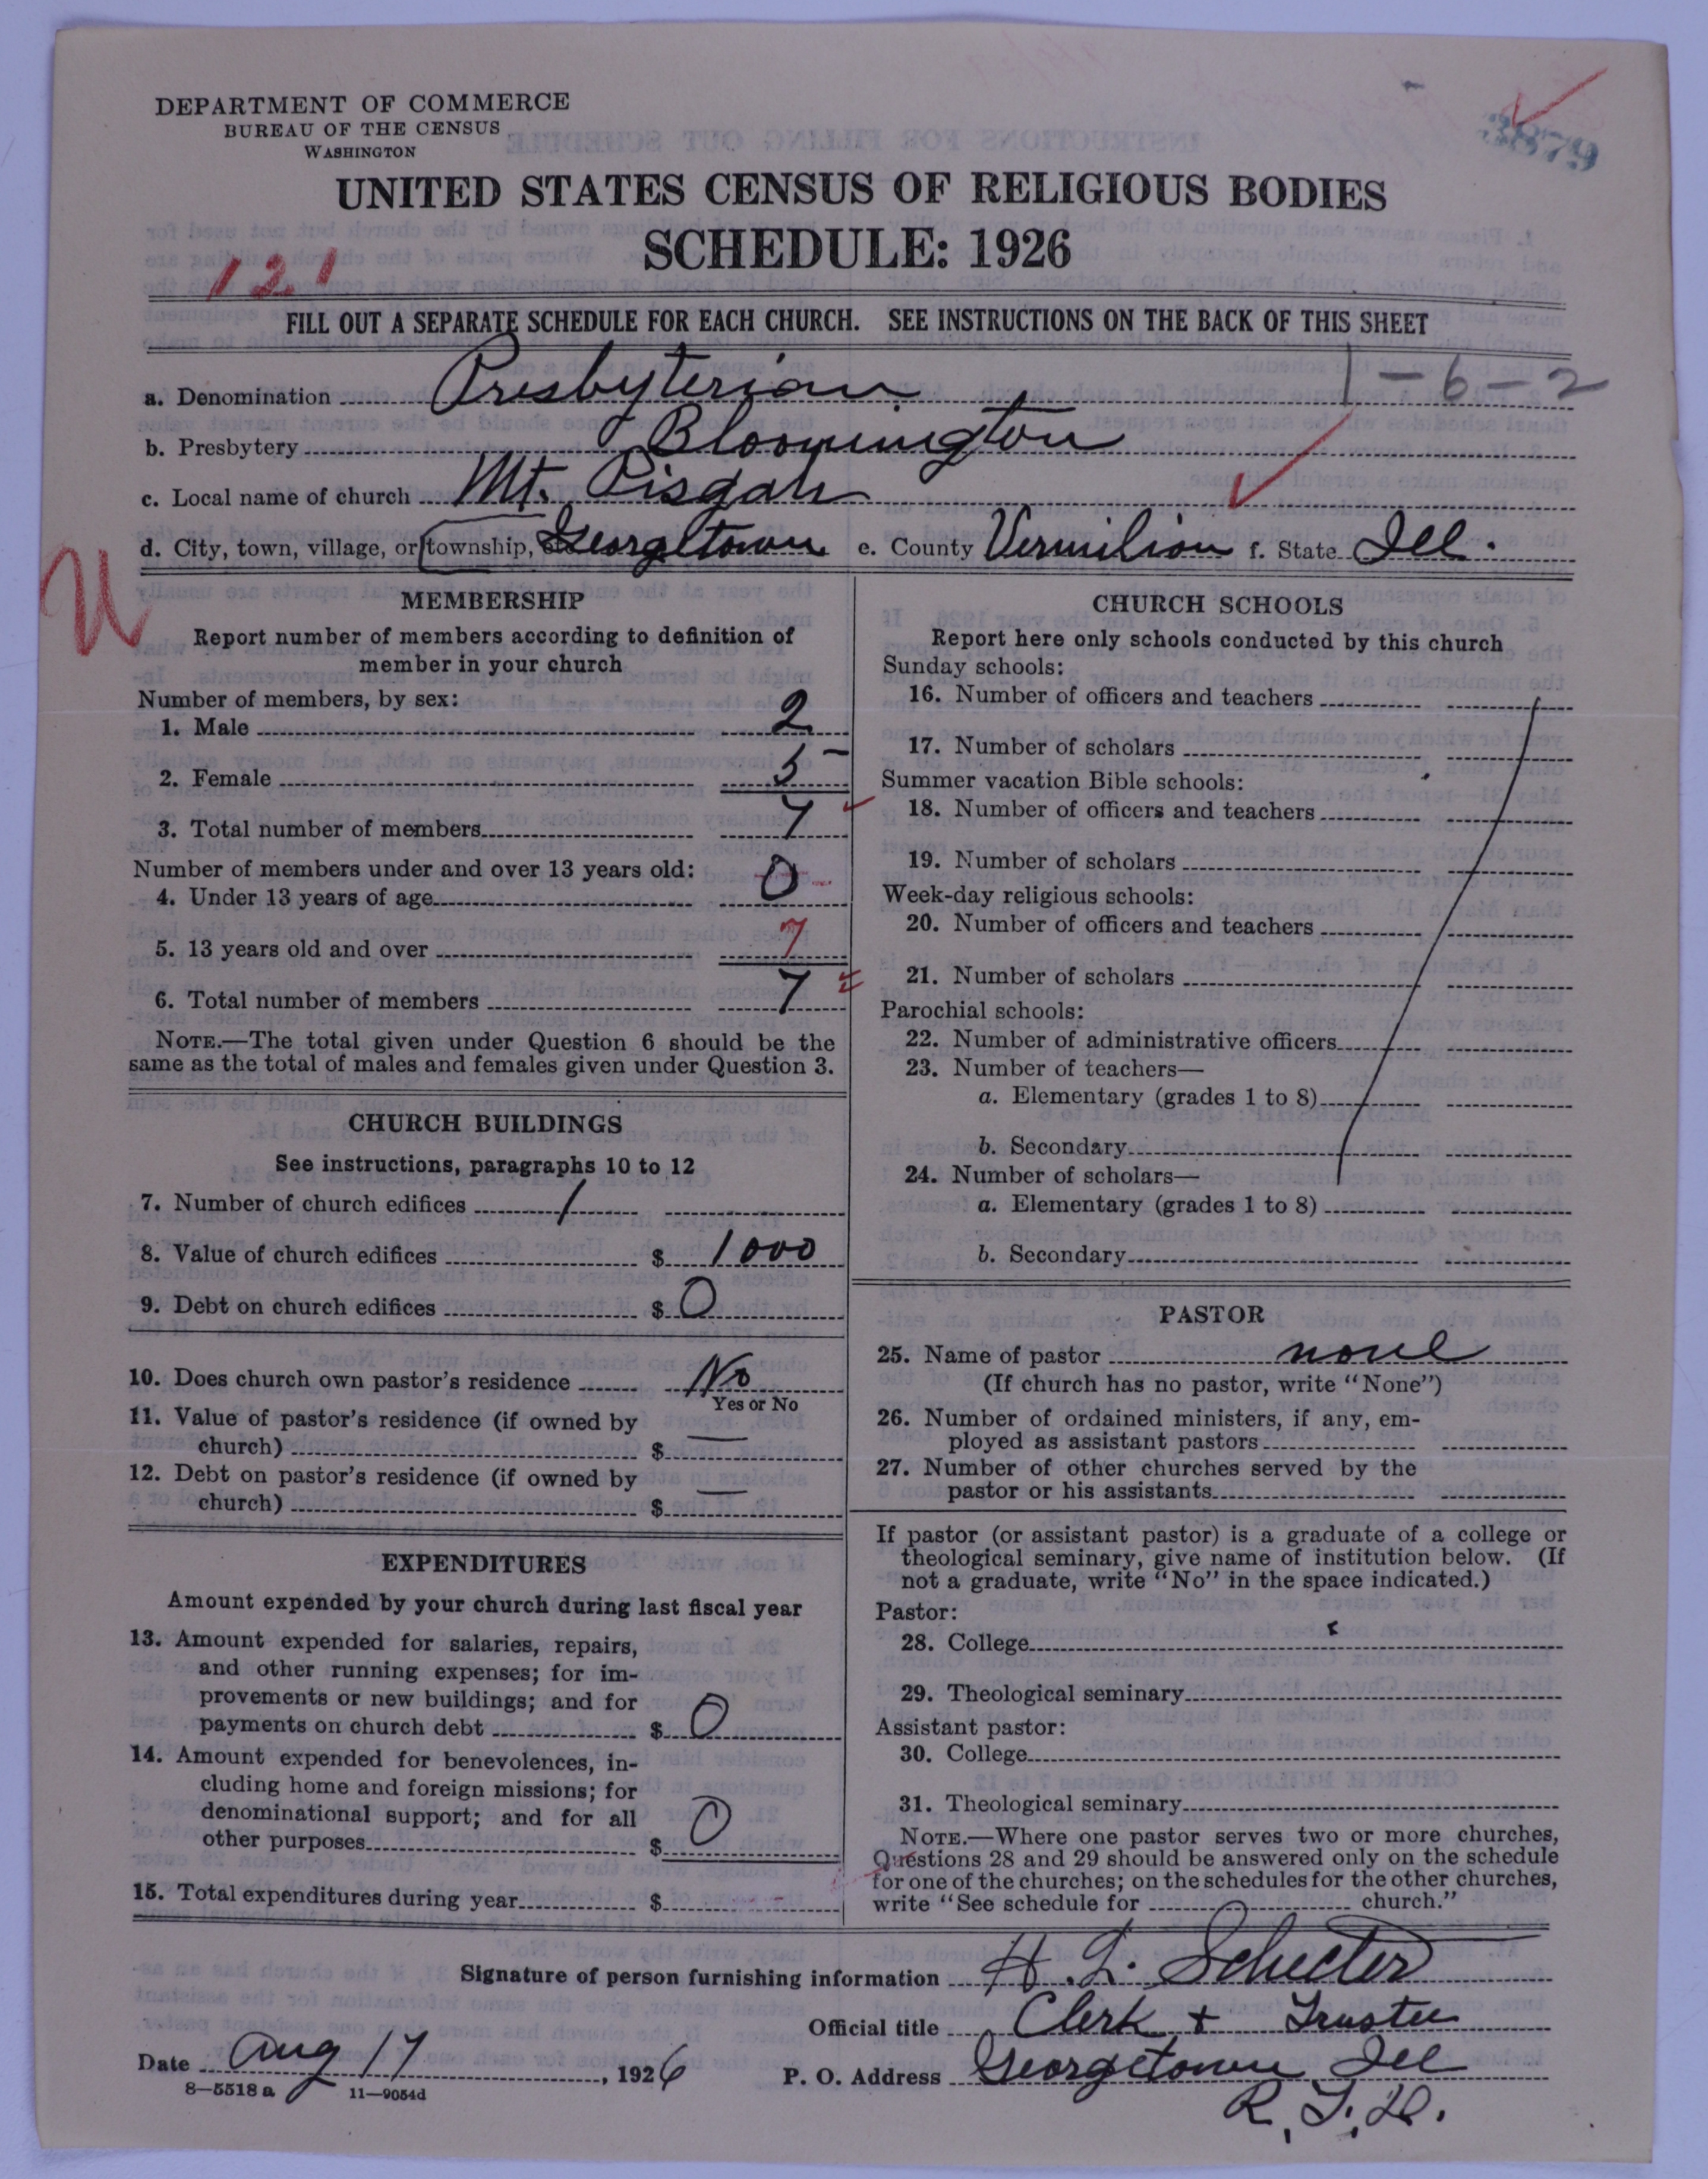 DEPARTMENT OF COMMERCE
BUREAU OF THE CENSUS
WASHINGTON
3879
UNITED STATES CENSUS OF RELIGIOUS BODIES
SCHEDULE: 1926
121
FILL OUT A SEPARATE SCHEDULE FOR EACH CHURCH. SEE INSTRUCTIONS ON THE BACK OF THIS SHEET
1-6-2
a. Denomination Presbyterian
b. Presbytery Bloomington
c. Local name of church Mt. Pisgah
d. City, town, village, or township, etc Georgetown e. County Vermilion f. State Ill.
U
MEMBERSHIP
Report number of members according to definition of
member in your church
Number of members, by sex:
1. Male 2
2. Female 5
3. Total number of members 7
Number of members under and over 13 years old:
4. Under 13 years of age 0
5. 13 years old and over 7
6. Total number of members 7
NOTE.—The total given under Question 6 should be the
same as the total of males and females given under Question 3.
CHURCH BUILDINGS
See instructions, paragraphs 10 to 12
7. Number of church edifices 1
8. Value of church edifices $ 1000
9. Debt on church edifices $ 0
10. Does church own pastor's residence No
Yes or No
11. Value of pastor's residence (if owned by
church) $ —
12. Debt on pastor's residence (if owned by
church) $ —
EXPENDITURES
Amount expended by your church during last fiscal year
13. Amount expended for salaries, repairs,
and other running expenses; for im-
provements or new buildings; and for
payments on church debt $ 0
14. Amount expended for benevolences, in-
cluding home and foreign missions; for
denominational support; and for all
other purposes $ 0
15. Total expenditures during year $
CHURCH SCHOOLS
Report here only schools conducted by this church
Sunday schools:
16. Number of officers and teachers
17. Number of scholars
Summer vacation Bible schools:
18. Number of officers and teachers
19. Number of scholars
Week-day religious schools:
20. Number of officers and teachers
21. Number of scholars
Parochial schools:
22. Number of administrative officers
23. Number of teachers—
a. Elementary (grades 1 to 8)
b. Secondary
24. Number of scholars—
a. Elementary (grades 1 to 8)
b. Secondary
PASTOR
25. Name of pastor none
(If church has no pastor, write "None")
26. Number of ordained ministers, if any, em-
ployed as assistant pastors
27. Number of other churches served by the
pastor or his assistants
If pastor (or assistant pastor) is a graduate of a college or
theological seminary, give name of institution below. (If
not a graduate, write "No" in the space indicated.)
Pastor:
28. College
29. Theological seminary
Assistant pastor:
30. College
31. Theological seminary
NOTE.—Where one pastor serves two or more churches,
Questions 28 and 29 should be answered only on the schedule
for one of the churches; on the schedules for the other churches,
write "See schedule for church."
Signature of person furnishing information H. L. Schecter
Official title Clerk + Trustee
Date Aug 17, 1926 P. O. Address Georgetown Ill
R.F.D.
8—5518 a 11—9054d